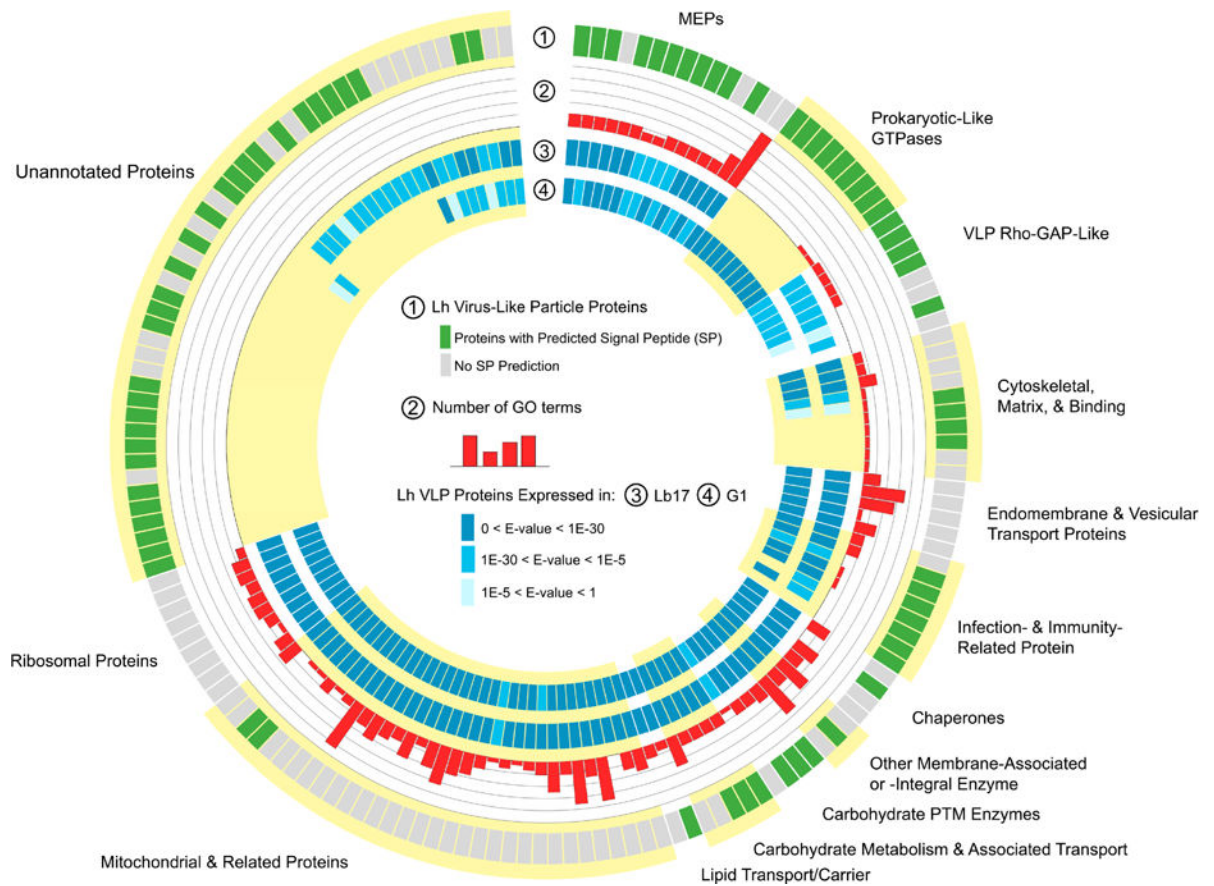 MEPs
①
②
③
④
Prokaryotic-Like
GTPases
VLP Rho-GAP-Like
Cytoskeletal,
Matrix, & Binding
Endomembrane & Vesicular
Transport Proteins
Infection- & Immunity-
Related Protein
Chaperones
Other Membrane-Associated
or -Integral Enzyme
Carbohydrate PTM Enzymes
Carbohydrate Metabolism & Associated Transport
Lipid Transport/Carrier
Mitochondrial & Related Proteins
Ribosomal Proteins
Unannotated Proteins
① Lh Virus-Like Particle Proteins
Proteins with Predicted Signal Peptide (SP)
No SP Prediction
② Number of GO terms
Lh VLP Proteins Expressed in: ③ Lb17 ④ G1
0 < E-value < 1E-30
1E-30 < E-value < 1E-5
1E-5 < E-value < 1